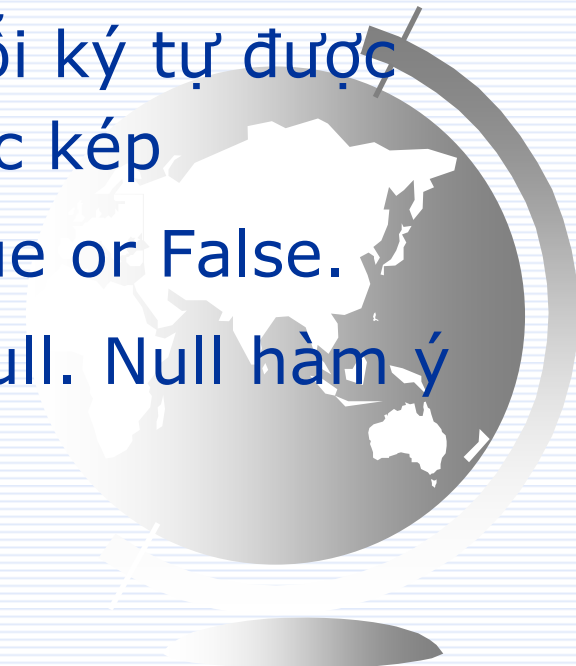 ỗi ký tự được
c kép
ue or False.
ull. Null hàm ý